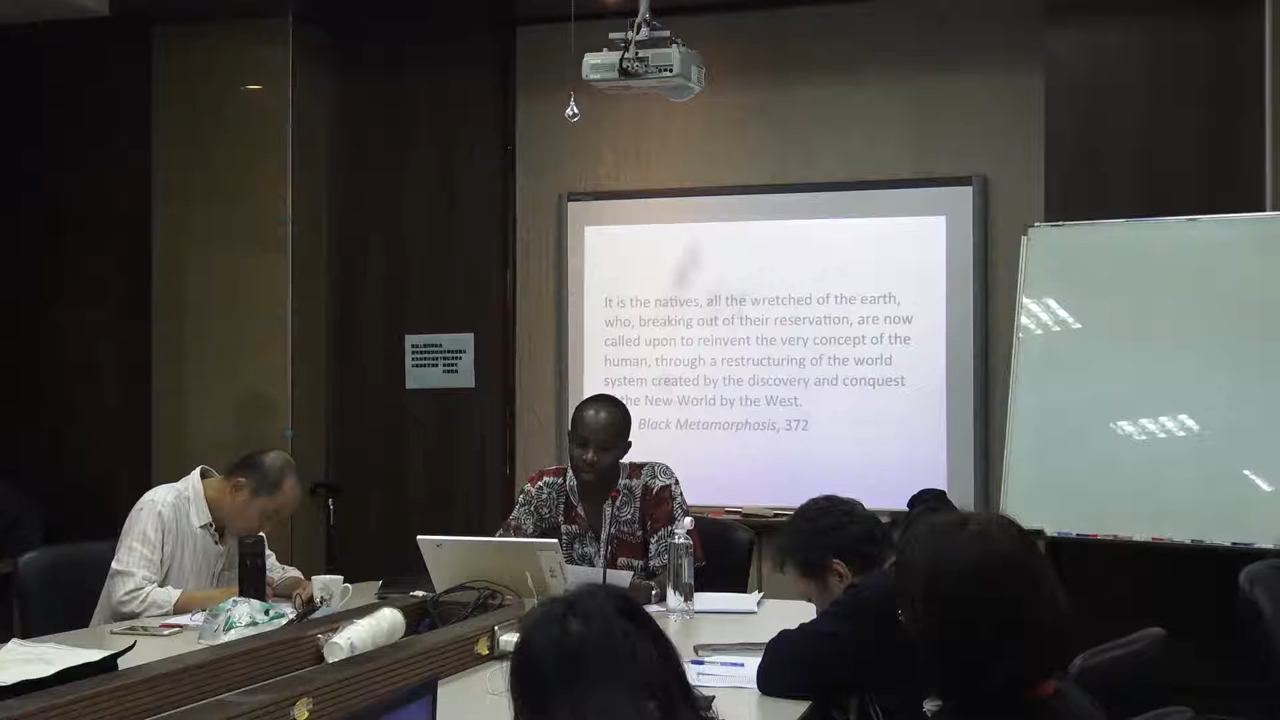 It is the natives, all the wretched of the earth,
who, breaking out of their reservation, are now
called upon to reinvent the very concept of the
human, through a restructuring of the world
system created by the discovery and conquest
the New World by the West.
Black Metamorphosis, 372